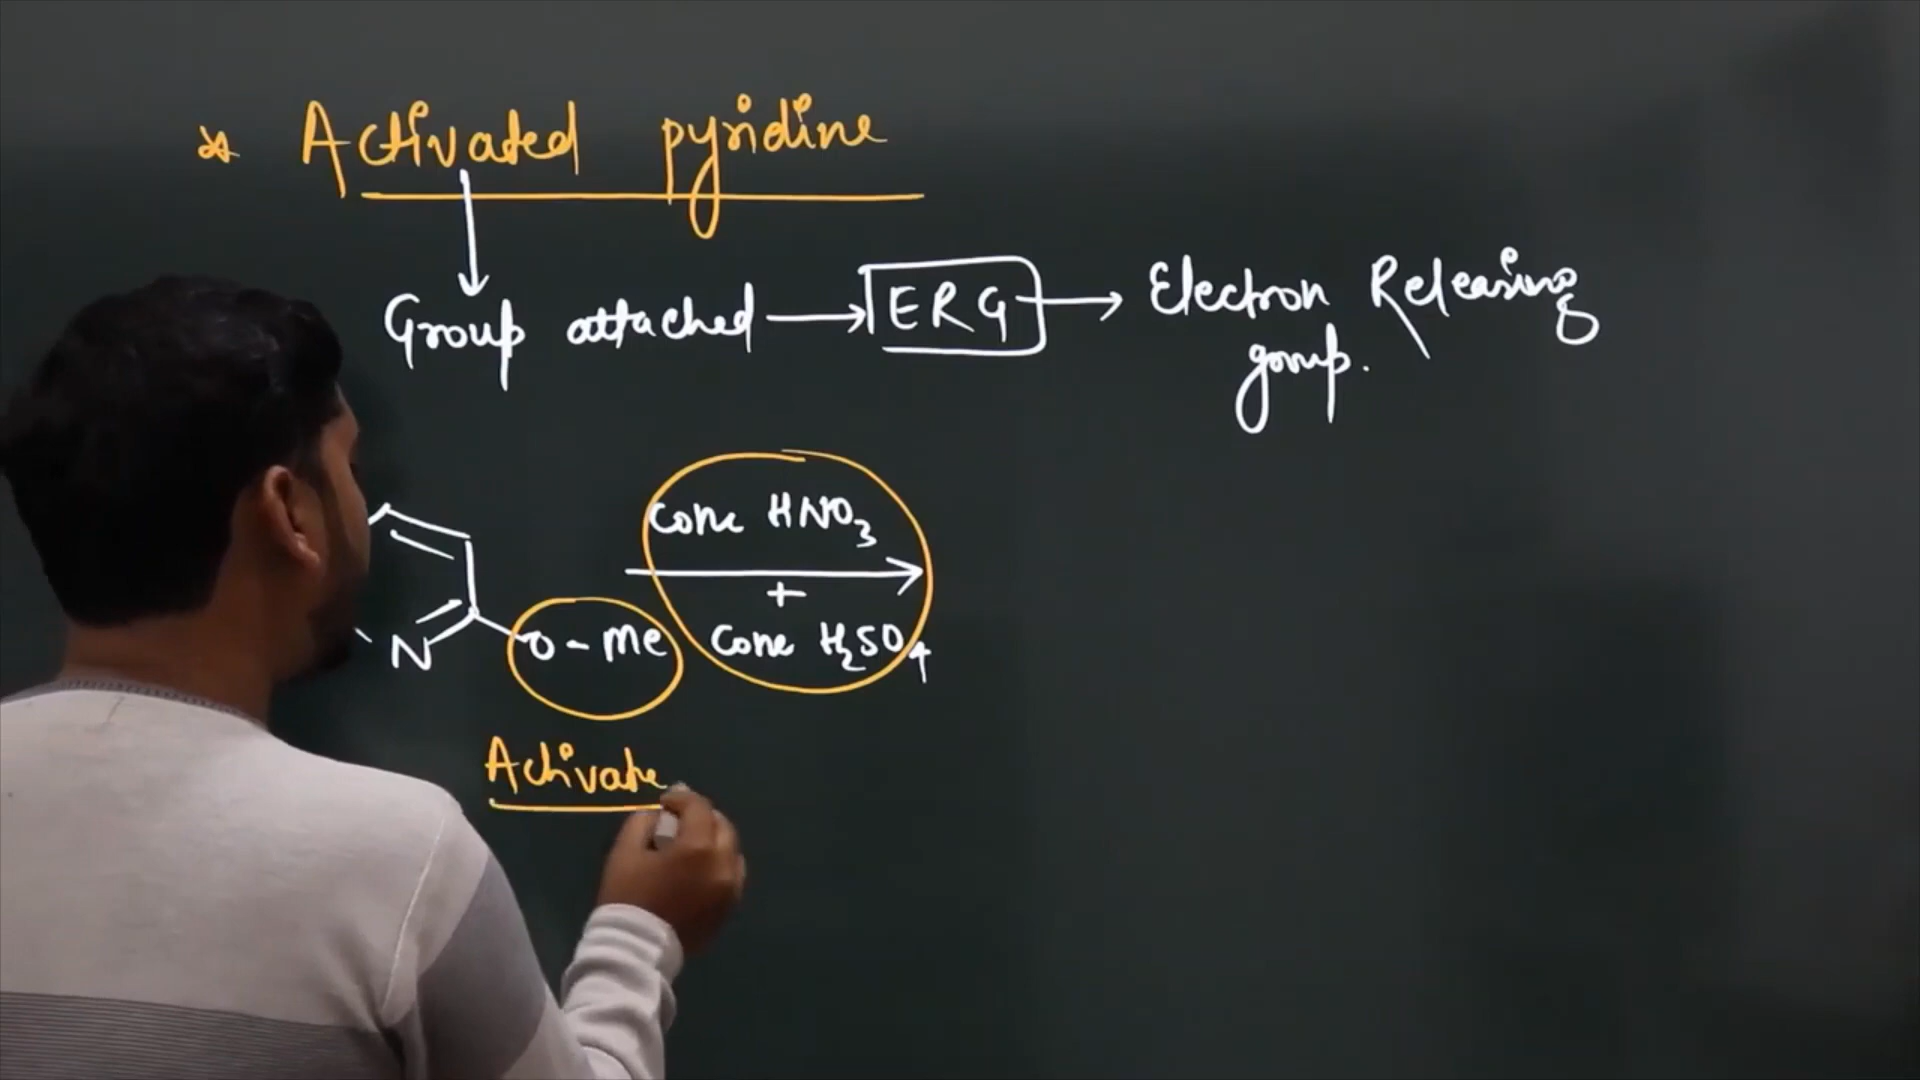 * Activated pyridine
Group attached → ERG → Electron Releasing
group.
Conc HNO3
+
Conc H2SO4
N
O - Me
Activate